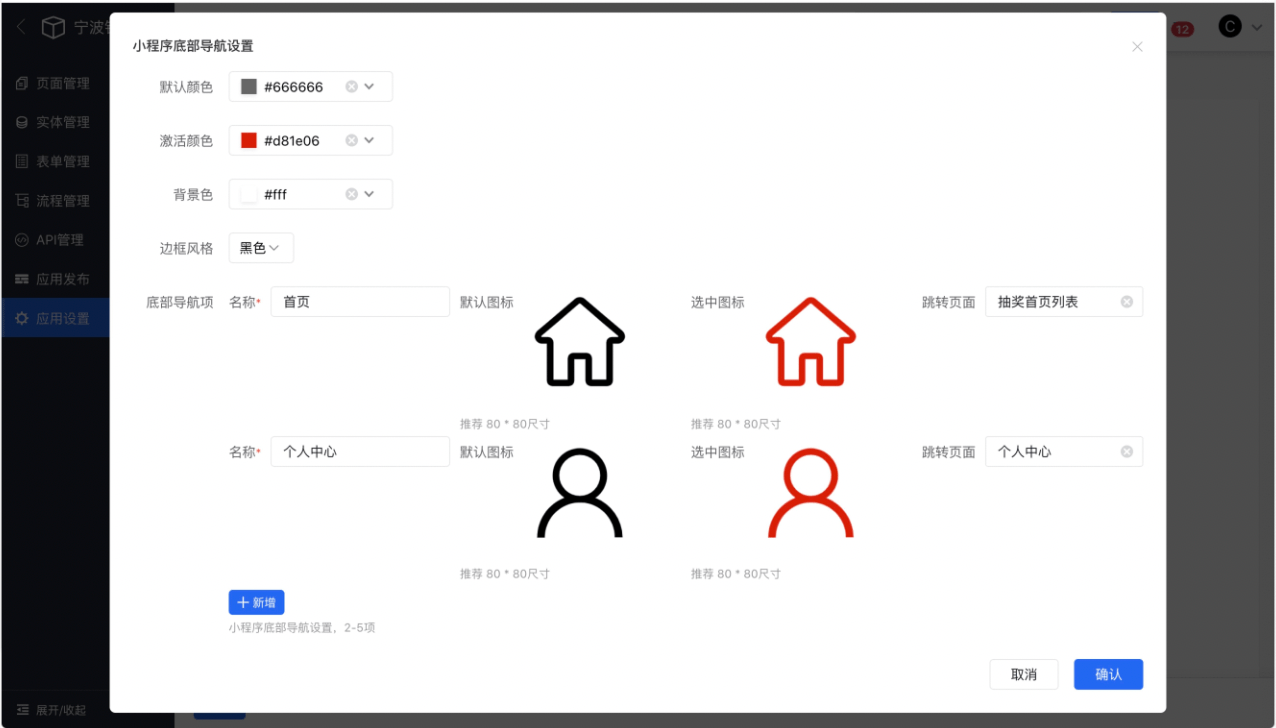 宁波
12
C
小程序底部导航设置
页面管理
实体管理
表单管理
流程管理
API管理
应用发布
应用设置
展开/收起
默认颜色 #666666
激活颜色 #d81e06
背景色 #fff
边框风格 黑色
底部导航项 名称* 首页 默认图标 选中图标 跳转页面 抽奖首页列表
推荐 80 * 80尺寸 推荐 80 * 80尺寸
名称* 个人中心 默认图标 选中图标 跳转页面 个人中心
推荐 80 * 80尺寸 推荐 80 * 80尺寸
新增
小程序底部导航设置，2-5项
取消 确认